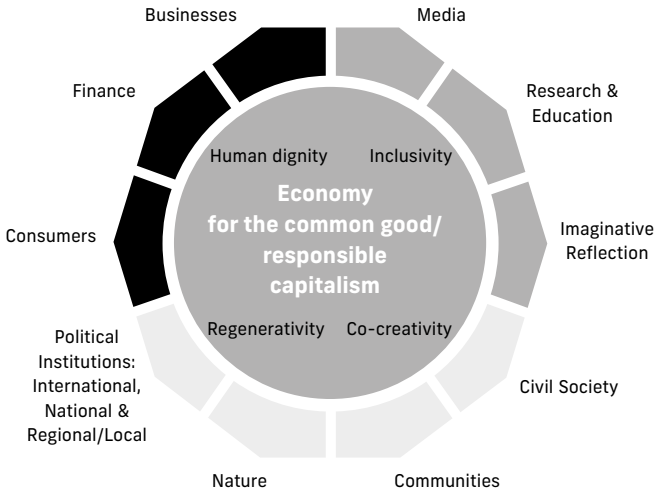 Businesses
Media
Finance
Research &
Education
Human dignity
Inclusivity
Economy
for the common good/
responsible
capitalism
Consumers
Imaginative
Reflection
Regenerativity
Co-creativity
Political
Institutions:
International,
National &
Regional/Local
Civil Society
Nature
Communities